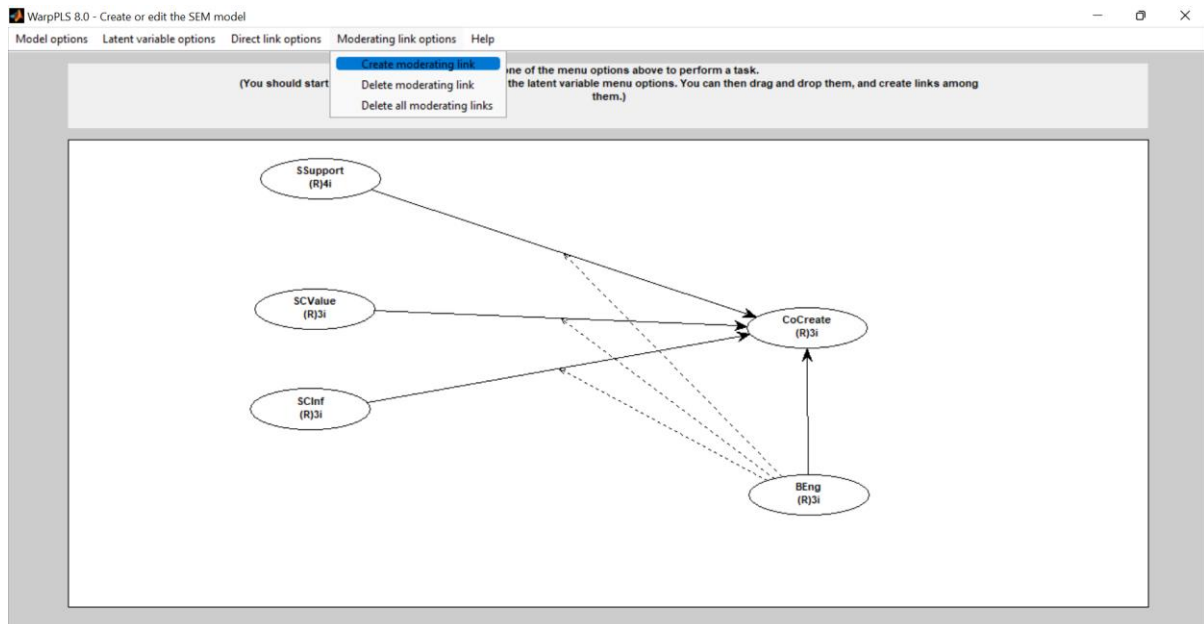 WarpPLS 8.0 - Create or edit the SEM model
Model options Latent variable options Direct link options Moderating link options Help
Create moderating link
Delete moderating link
Delete all moderating links
one of the menu options above to perform a task.
(You should start the latent variable menu options. You can then drag and drop them, and create links among
them.)
SSupport
(R)4i
SCValue
(R)3i
CoCreate
(R)3i
SCInf
(R)3i
BEng
(R)3i